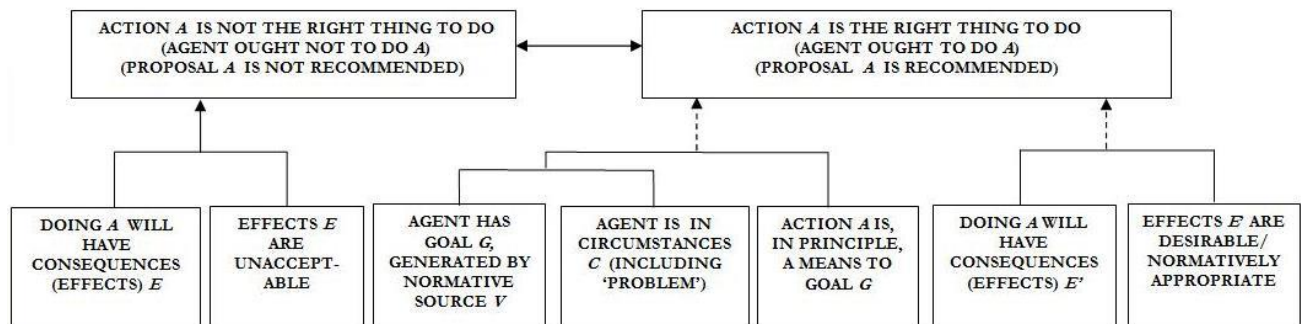 ACTION A IS NOT THE RIGHT THING TO DO
(AGENT OUGHT NOT TO DO A)
(PROPOSAL A IS NOT RECOMMENDED)
ACTION A IS THE RIGHT THING TO DO
(AGENT OUGHT TO DO A)
(PROPOSAL A IS RECOMMENDED)
DOING A WILL
HAVE
CONSEQUENCES
(EFFECTS) E
EFFECTS E
ARE
UNACCEPT-
ABLE
AGENT HAS
GOAL G,
GENERATED BY
NORMATIVE
SOURCE V
AGENT IS IN
CIRCUMSTANCES
C (INCLUDING
‘PROBLEM’)
ACTION A IS,
IN PRINCIPLE,
A MEANS TO
GOAL G
DOING A WILL
HAVE
CONSEQUENCES
(EFFECTS) E’
EFFECTS E’ ARE
DESIRABLE/
NORMATIVELY
APPROPRIATE